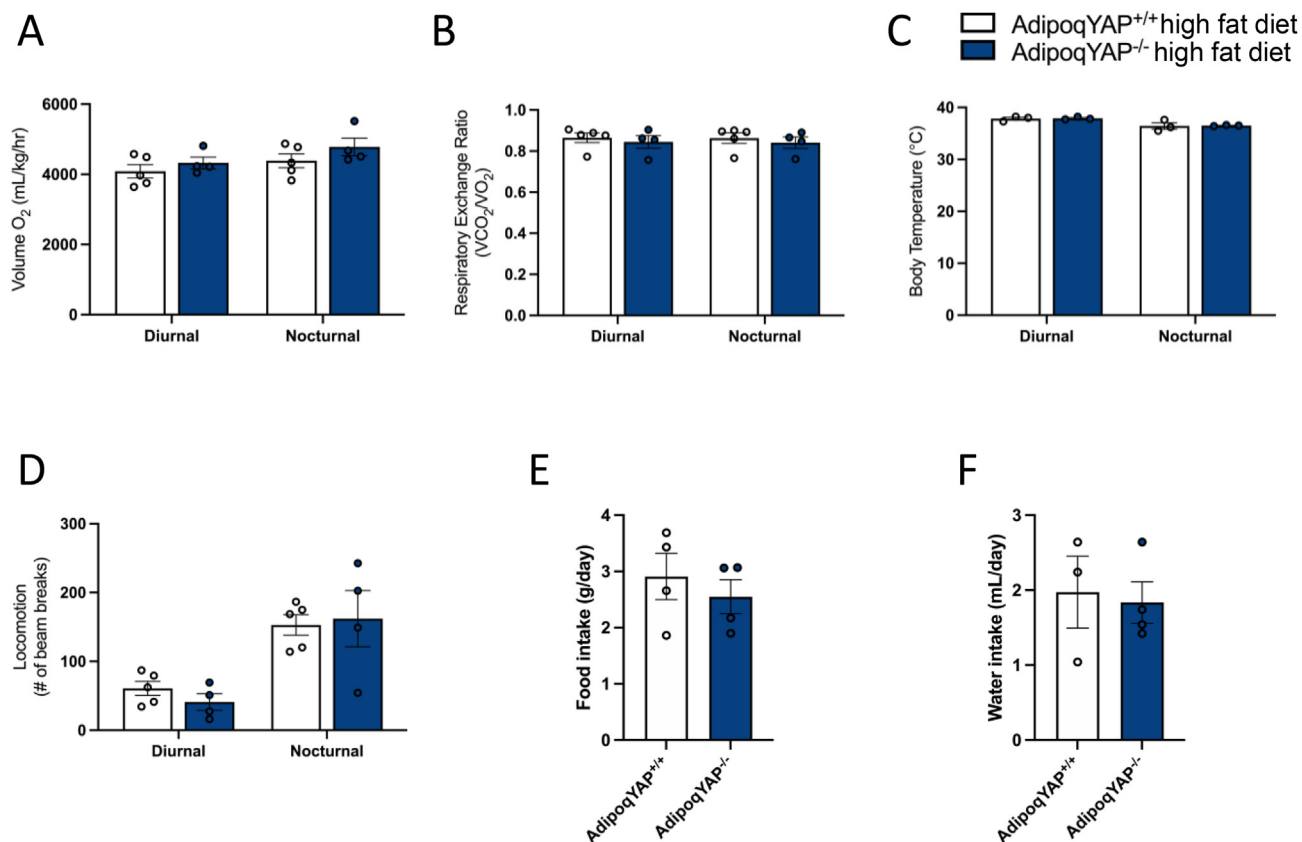 A
B
C
AdipoqYAP+/+ high fat diet
AdipoqYAP-/- high fat diet
Volume O2 (mL/kg/hr)
6000
4000
2000
0
Diurnal
Nocturnal
Respiratory Exchange Ratio
(VCO2/VO2)
1.0
0.8
0.6
0.4
0.2
0.0
Diurnal
Nocturnal
Body Temperature (°C)
40
30
20
10
0
Diurnal
Nocturnal
D
E
F
Locomotion
(# of beam breaks)
300
200
100
0
Diurnal
Nocturnal
Food intake (g/day)
4
3
2
1
0
AdipoqYAP+/+
AdipoqYAP-/-
Water intake (mL/day)
3
2
1
0
AdipoqYAP+/+
AdipoqYAP-/-